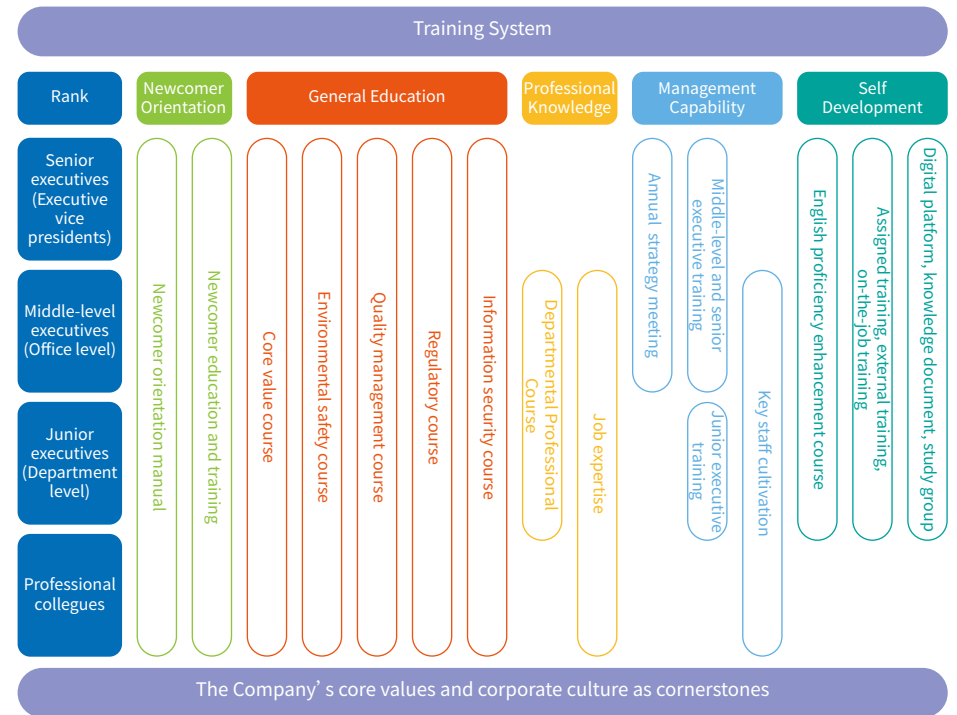 Training System
Rank
Newcomer
Orientation
General Education
Professional
Knowledge
Management
Capability
Self
Development
Senior
executives
(Executive
vice
presidents)
Middle-level
executives
(Office level)
Junior
executives
(Department
level)
Professional
collegues
Newcomer orientation manual
Newcomer education and training
Core value course
Environmental safety course
Quality management course
Regulatory course
Information security course
Departmental Professional
Course
Job expertise
Annual strategy meeting
Middle-level and senior
executive training
Junior executive
training
Key staff cultivation
English proficiency enhancement course
Assigned training, external training,
on-the-job training
Digital platform, knowledge document, study group
The Company’s core values and corporate culture as cornerstones